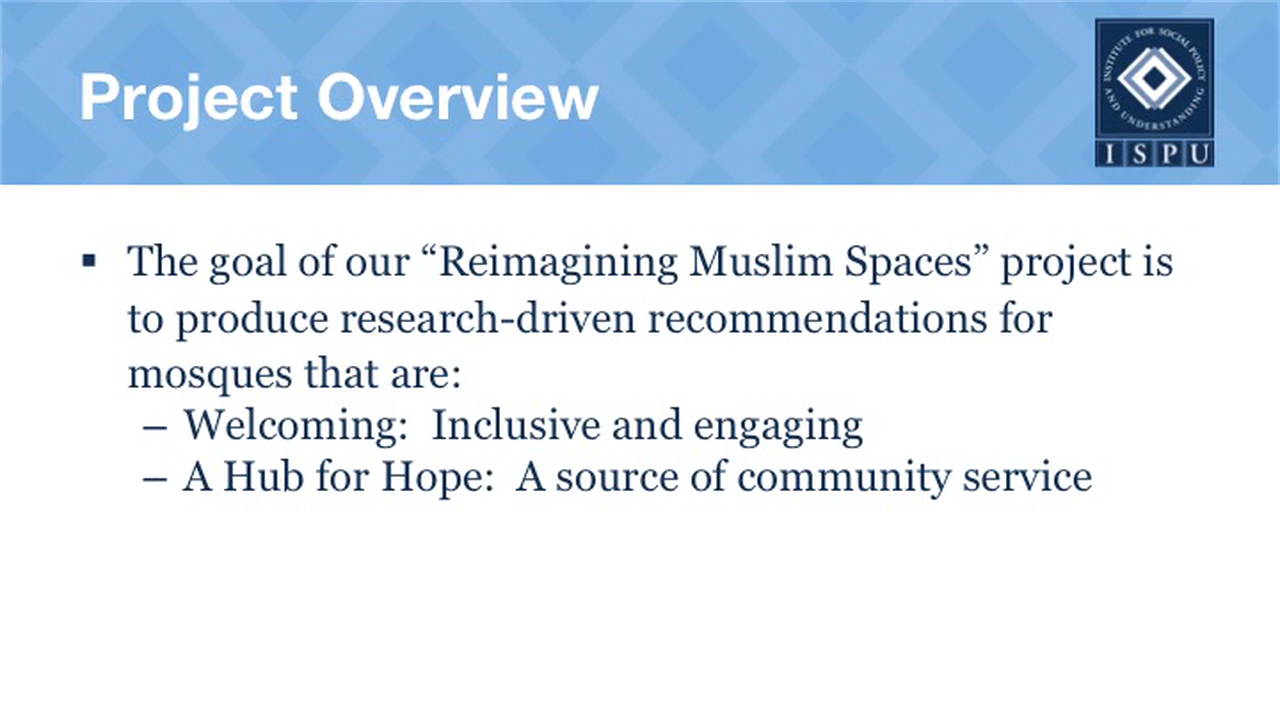 Project Overview
INSTITUTE FOR SOCIAL POLICY
AND UNDERSTANDING
ISPU
▪ The goal of our “Reimagining Muslim Spaces” project is
to produce research-driven recommendations for
mosques that are:
– Welcoming:  Inclusive and engaging
– A Hub for Hope:  A source of community service